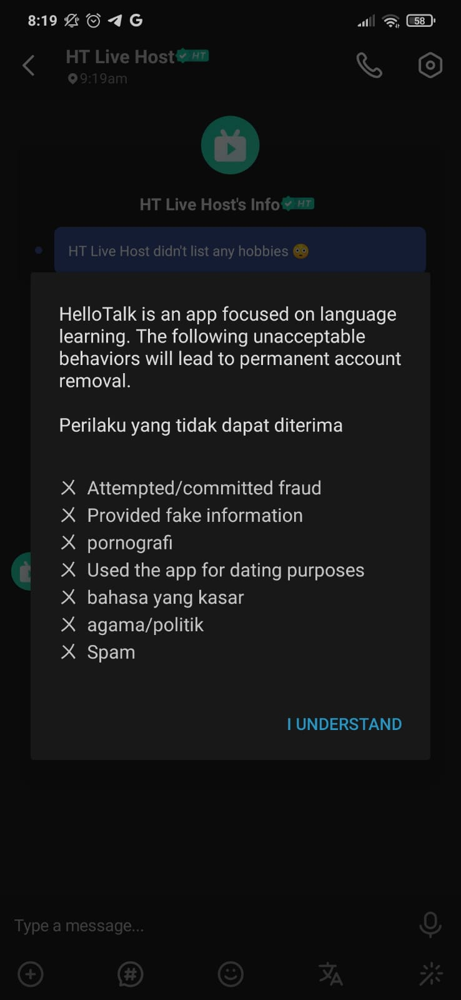 8:19
58
HT Live Host HT
9:19am
HT Live Host's Info HT
HT Live Host didn't list any hobbies 😳
HelloTalk is an app focused on language
learning. The following unacceptable
behaviors will lead to permanent account
removal.
Perilaku yang tidak dapat diterima
X Attempted/committed fraud
X Provided fake information
X pornografi
X Used the app for dating purposes
X bahasa yang kasar
X agama/politik
X Spam
I UNDERSTAND
Type a message...